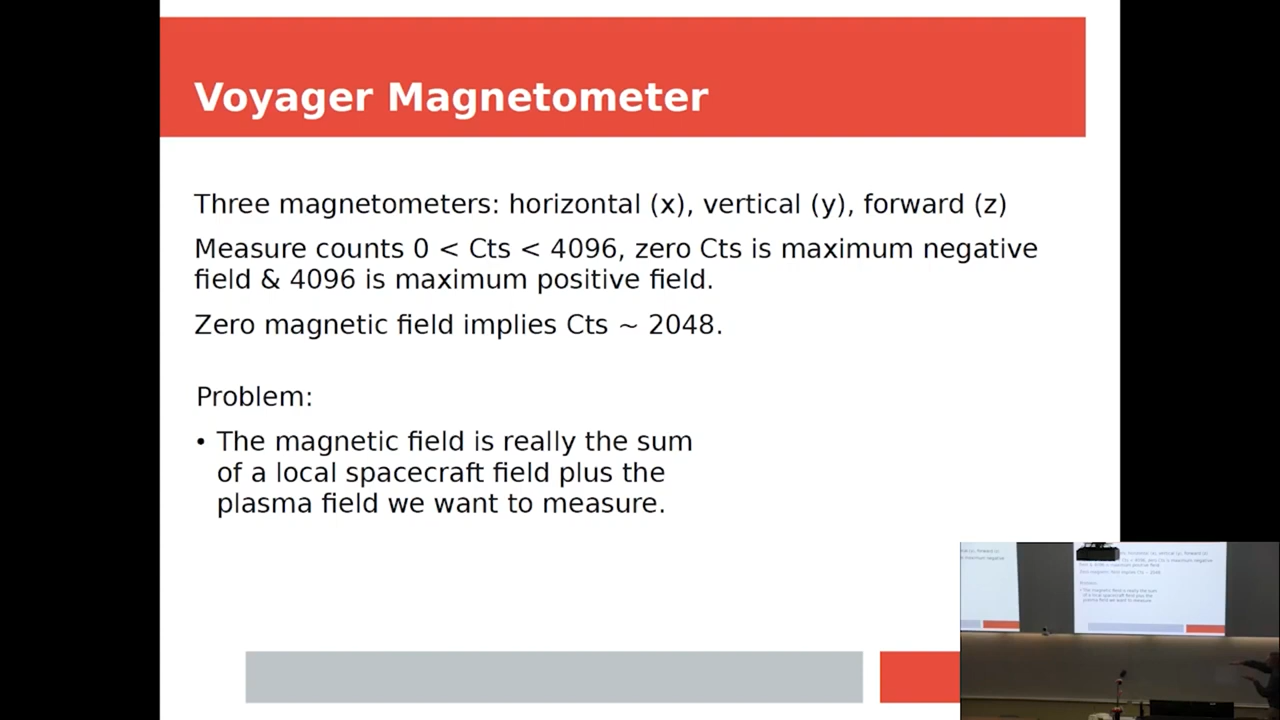 Voyager Magnetometer
Three magnetometers: horizontal (x), vertical (y), forward (z)
Measure counts 0 < Cts < 4096, zero Cts is maximum negative
field & 4096 is maximum positive field.
Zero magnetic field implies Cts ~ 2048.
Problem:
• The magnetic field is really the sum
of a local spacecraft field plus the
plasma field we want to measure.